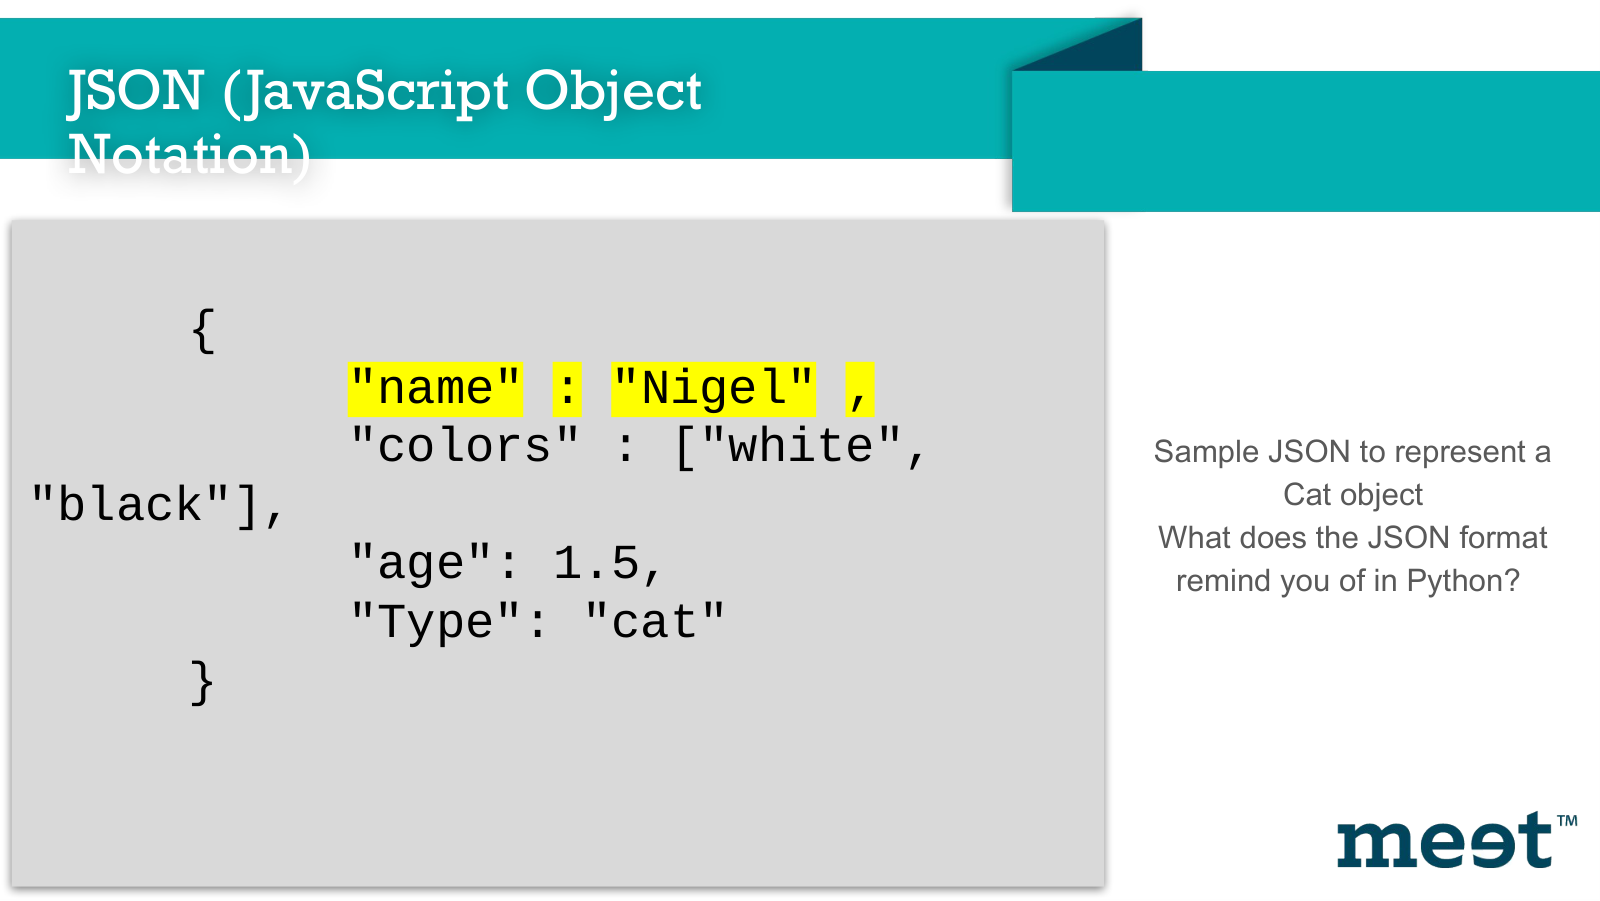 JSON (JavaScript Object
Notation)
{
"name" : "Nigel" ,
"colors" : ["white",
"black"],
"age": 1.5,
"Type": "cat"
}
Sample JSON to represent a
Cat object
What does the JSON format
remind you of in Python?
meet™